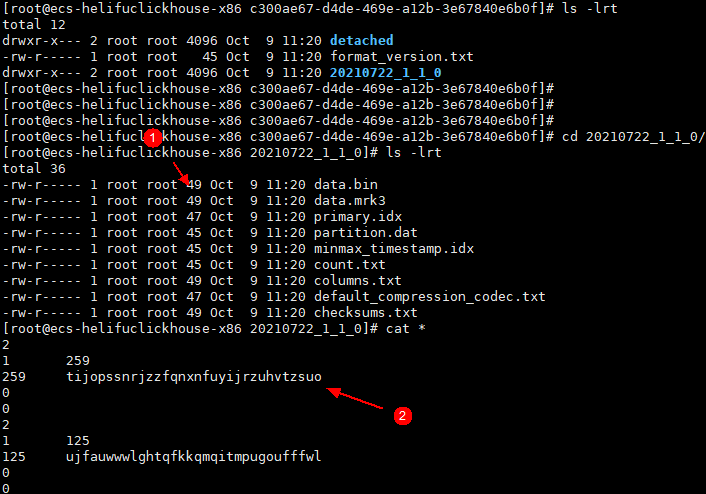 [root@ecs-helifuclickhouse-x86 c300ae67-d4de-469e-a12b-3e67840e6b0f]# ls -lrt
total 12
drwxr-x--- 2 root root 4096 Oct  9 11:20 detached
-rw-r----- 1 root root   45 Oct  9 11:20 format_version.txt
drwxr-x--- 2 root root 4096 Oct  9 11:20 20210722_1_1_0
[root@ecs-helifuclickhouse-x86 c300ae67-d4de-469e-a12b-3e67840e6b0f]#
[root@ecs-helifuclickhouse-x86 c300ae67-d4de-469e-a12b-3e67840e6b0f]#
[root@ecs-helifuclickhouse-x86 c300ae67-d4de-469e-a12b-3e67840e6b0f]#
[root@ecs-helifuclickhouse-x86 c300ae67-d4de-469e-a12b-3e67840e6b0f]# cd 20210722_1_1_0/
1
[root@ecs-helifuclickhouse-x86 20210722_1_1_0]# ls -lrt
total 36
-rw-r----- 1 root root 49 Oct  9 11:20 data.bin
-rw-r----- 1 root root 49 Oct  9 11:20 data.mrk3
-rw-r----- 1 root root 47 Oct  9 11:20 primary.idx
-rw-r----- 1 root root 45 Oct  9 11:20 partition.dat
-rw-r----- 1 root root 45 Oct  9 11:20 minmax_timestamp.idx
-rw-r----- 1 root root 45 Oct  9 11:20 count.txt
-rw-r----- 1 root root 49 Oct  9 11:20 columns.txt
-rw-r----- 1 root root 47 Oct  9 11:20 default_compression_codec.txt
-rw-r----- 1 root root 49 Oct  9 11:20 checksums.txt
[root@ecs-helifuclickhouse-x86 20210722_1_1_0]# cat *
2
1       259
259     tijopssnrjzzfqnxnfuyijrzuhvtzsuo
0
0
2
2
1       125
125     ujfauwwwlghtqfkkqmqitmpugoufffwl
0
0